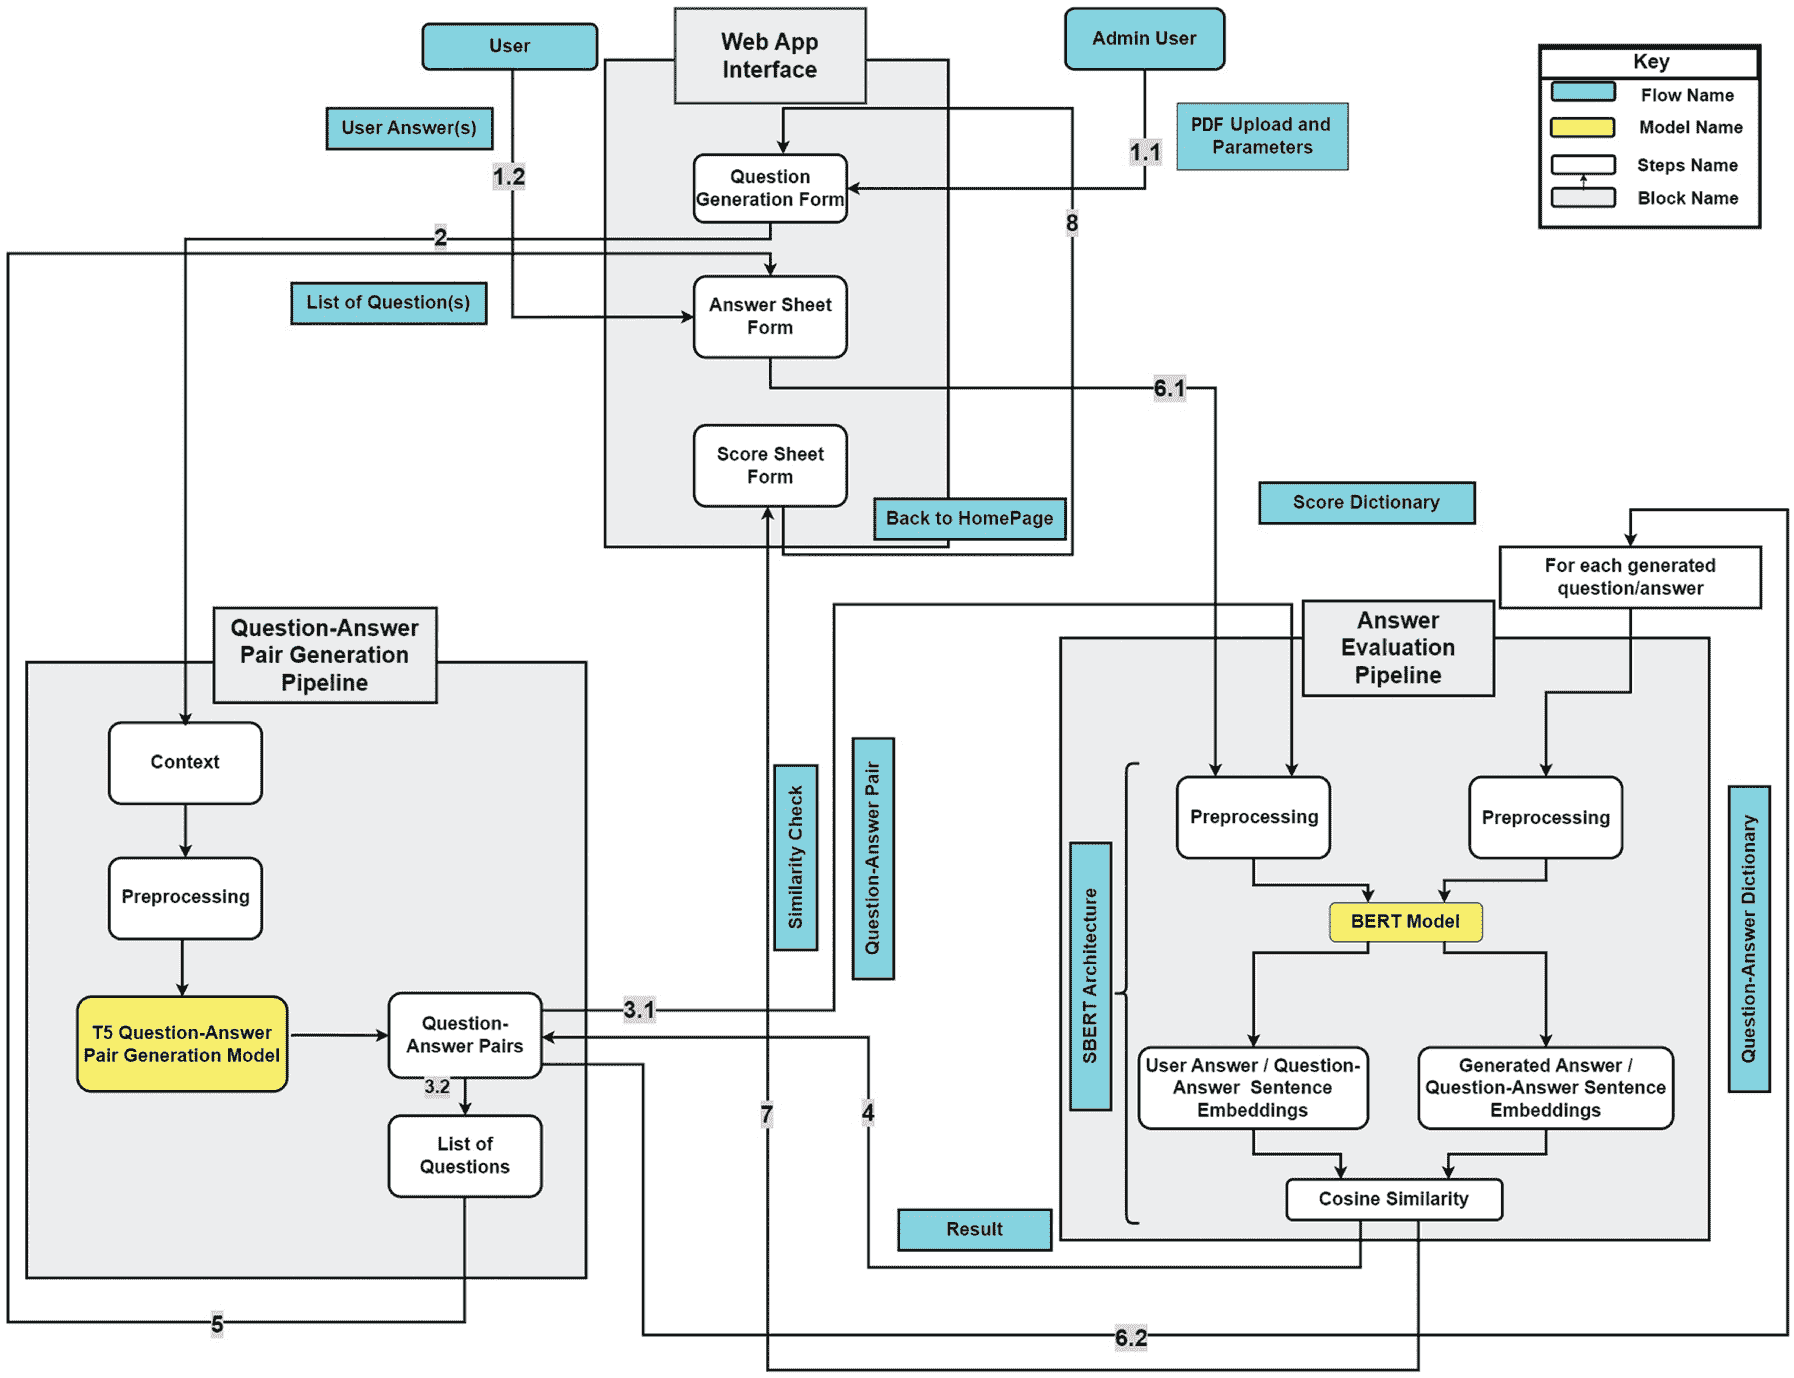 User
Web App
Interface
Admin User
Key
Flow Name
Model Name
Steps Name
Block Name
User Answer(s)
PDF Upload and
Parameters
1.1
1.2
Question
Generation Form
8
2
List of Question(s)
Answer Sheet
Form
6.1
Score Sheet
Form
Back to HomePage
Score Dictionary
For each generated
question/answer
Question-Answer
Pair Generation
Pipeline
Answer
Evaluation
Pipeline
Context
Preprocessing
T5 Question-Answer
Pair Generation Model
Question-
Answer Pairs
3.1
3.2
List of
Questions
Similarity Check
Question-Answer Pair
SBERT Architecture
Preprocessing
Preprocessing
BERT Model
Question-Answer Dictionary
User Answer / Question-
Answer Sentence
Embeddings
Generated Answer /
Question-Answer Sentence
Embeddings
7
4
Cosine Similarity
Result
5
6.2